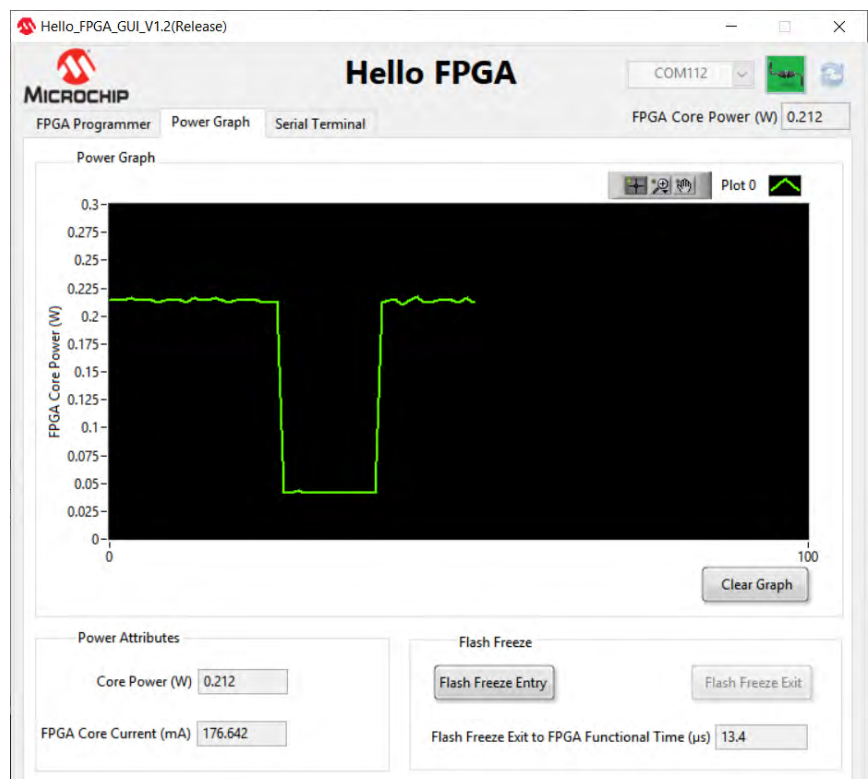 Hello_FPGA_GUI_V1.2(Release)
MICROCHIP
Hello FPGA
COM112
FPGA Programmer Power Graph Serial Terminal
FPGA Core Power (W) 0.212
Power Graph
Plot 0
0.3
0.275
0.25
0.225
0.2
0.175
0.15
0.125
0.1
0.075
0.05
0.025
0
FPGA Core Power (W)
0 100
Clear Graph
Power Attributes
Core Power (W) 0.212
FPGA Core Current (mA) 176.642
Flash Freeze
Flash Freeze Entry Flash Freeze Exit
Flash Freeze Exit to FPGA Functional Time (µs) 13.4